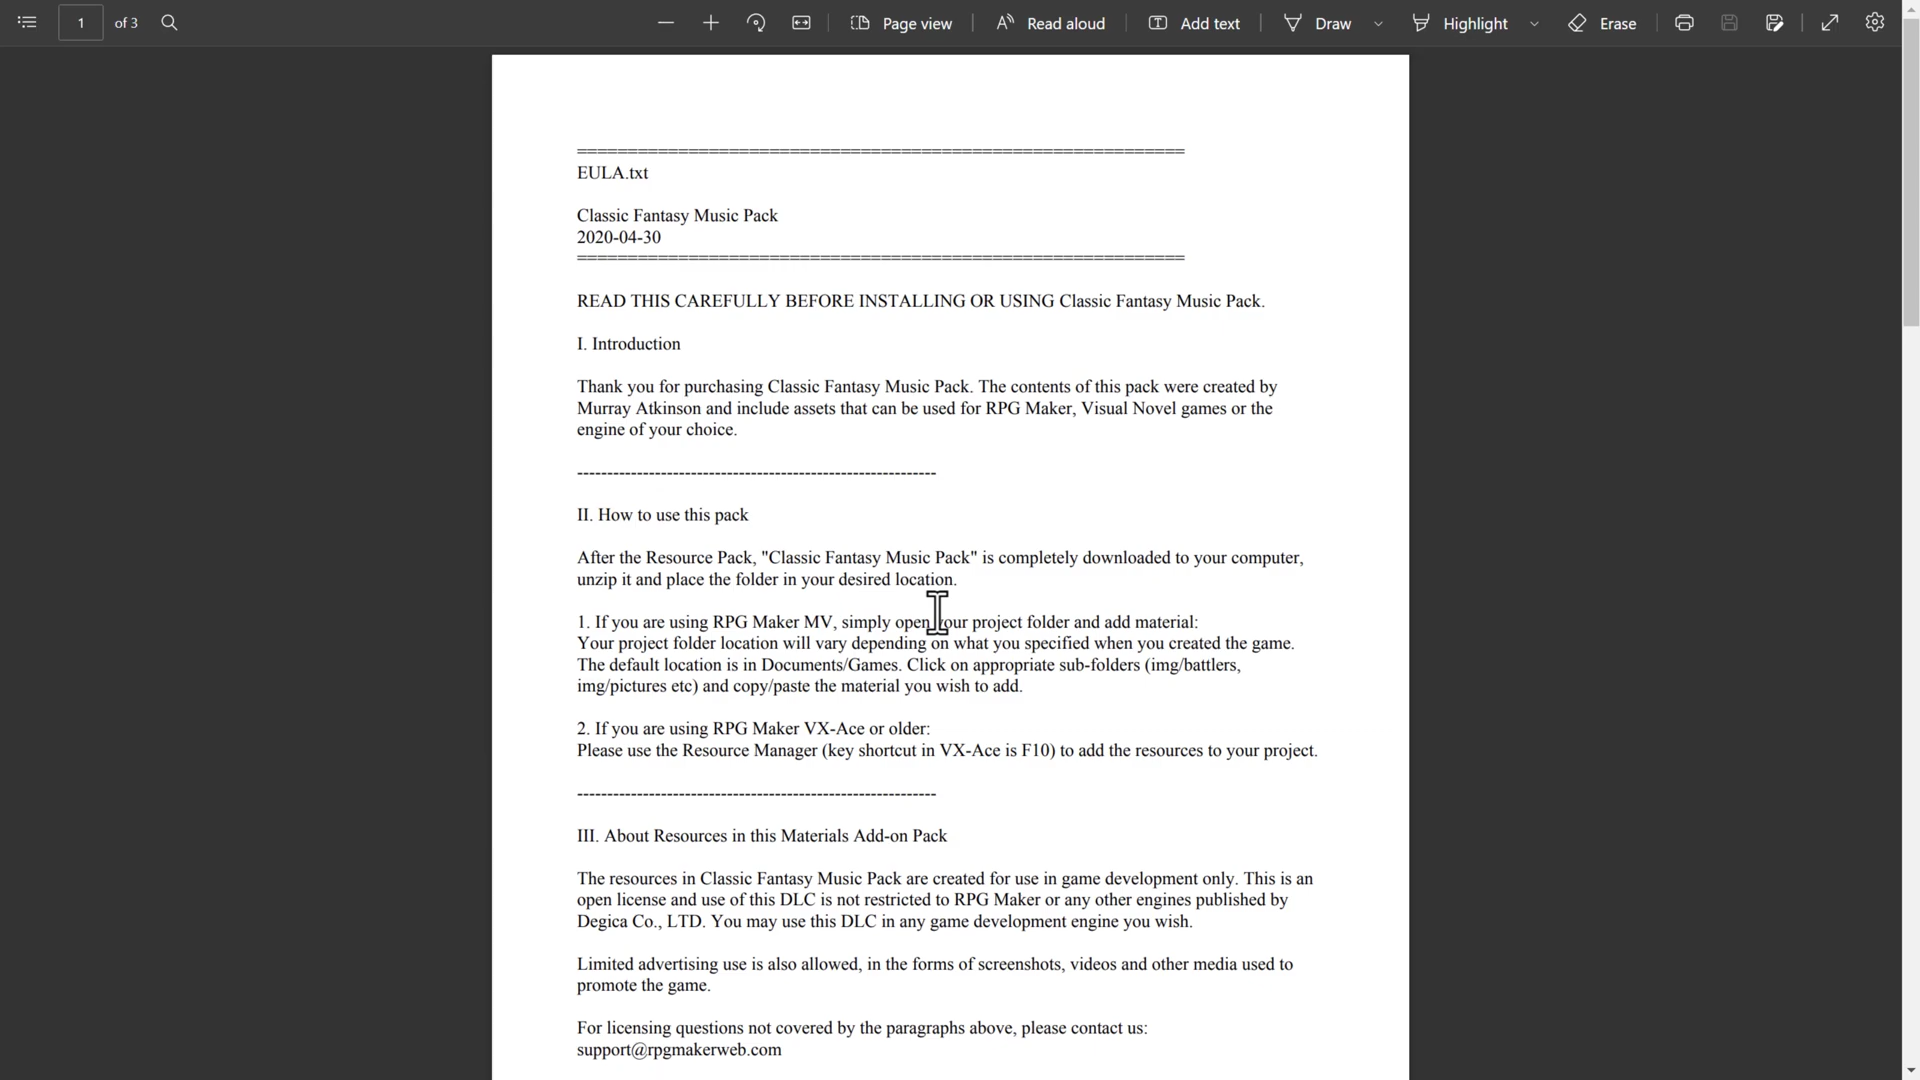 1 of 3 Page view Read aloud Add text Draw Highlight Erase
========================================================
EULA.txt
Classic Fantasy Music Pack
2020-04-30
========================================================
READ THIS CAREFULLY BEFORE INSTALLING OR USING Classic Fantasy Music Pack.
I. Introduction
Thank you for purchasing Classic Fantasy Music Pack. The contents of this pack were created by
Murray Atkinson and include assets that can be used for RPG Maker, Visual Novel games or the
engine of your choice.
------------------------------------------------------------
II. How to use this pack
After the Resource Pack, "Classic Fantasy Music Pack" is completely downloaded to your computer,
unzip it and place the folder in your desired location.
1. If you are using RPG Maker MV, simply open your project folder and add material:
Your project folder location will vary depending on what you specified when you created the game.
The default location is in Documents/Games. Click on appropriate sub-folders (img/battlers,
img/pictures etc) and copy/paste the material you wish to add.
2. If you are using RPG Maker VX-Ace or older:
Please use the Resource Manager (key shortcut in VX-Ace is F10) to add the resources to your project.
------------------------------------------------------------
III. About Resources in this Materials Add-on Pack
The resources in Classic Fantasy Music Pack are created for use in game development only. This is an
open license and use of this DLC is not restricted to RPG Maker or any other engines published by
Degica Co., LTD. You may use this DLC in any game development engine you wish.
Limited advertising use is also allowed, in the forms of screenshots, videos and other media used to
promote the game.
For licensing questions not covered by the paragraphs above, please contact us:
support@rpgmakerweb.com